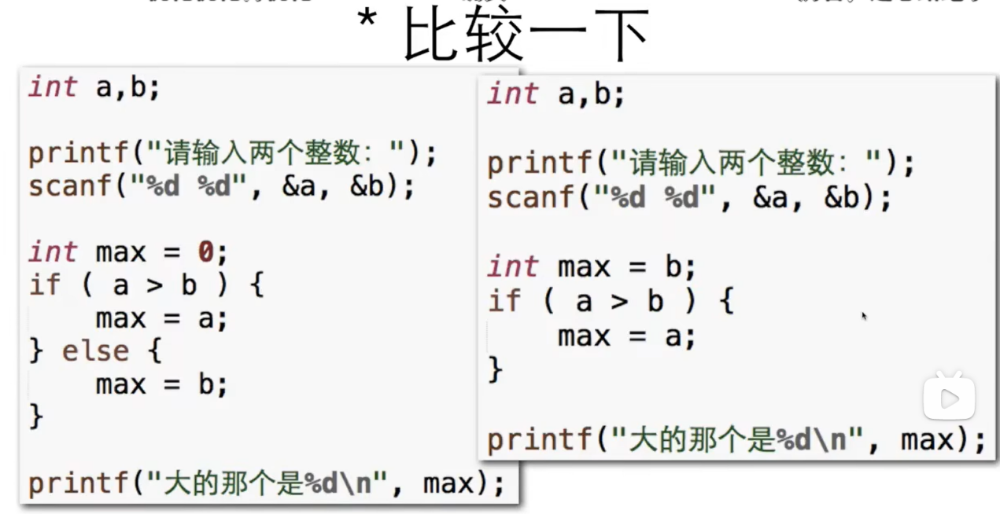 * 比较一下
int a,b;
printf("请输入两个整数：");
scanf("%d %d", &a, &b);
int max = 0;
if ( a > b ) {
max = a;
} else {
max = b;
}
printf("大的那个是%d\n", max);
int a,b;
printf("请输入两个整数：");
scanf("%d %d", &a, &b);
int max = b;
if ( a > b ) {
max = a;
}
printf("大的那个是%d\n", max);